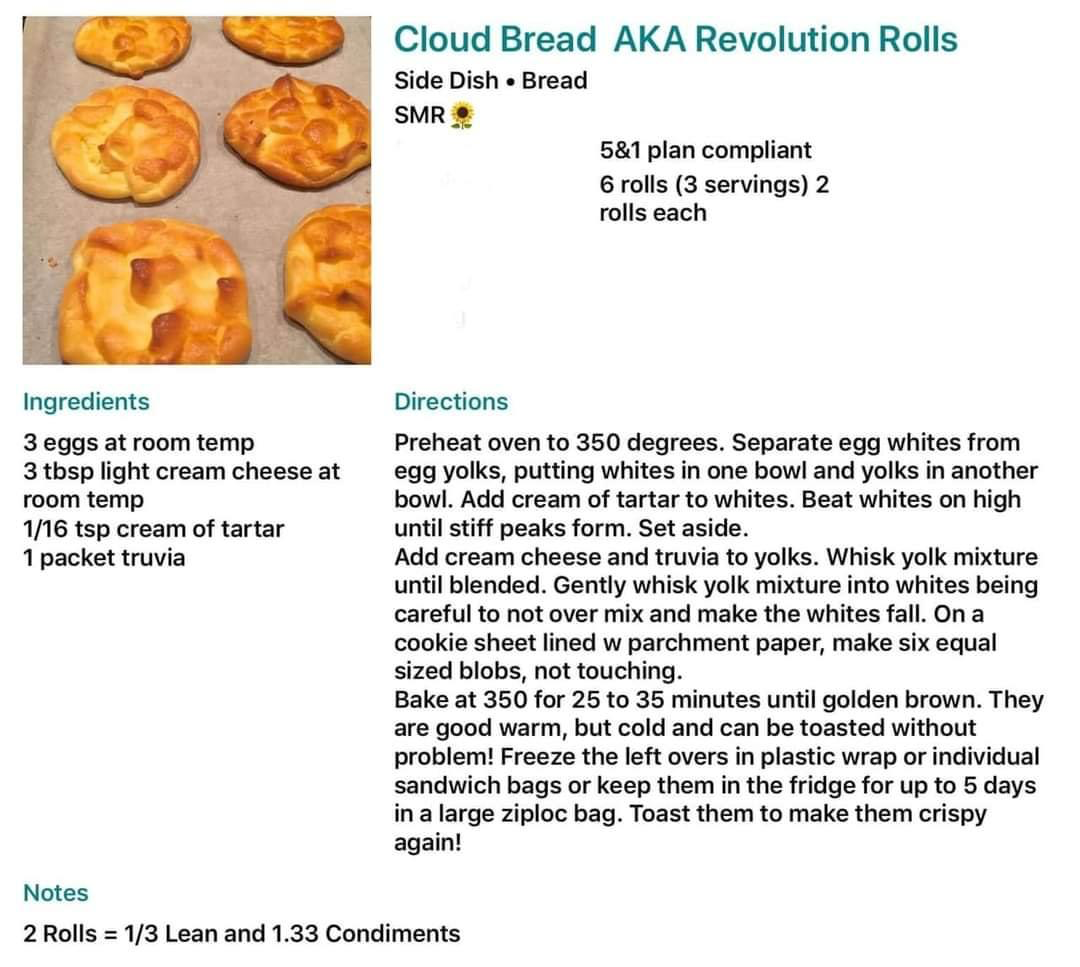 Cloud Bread AKA Revolution Rolls
Side Dish • Bread
SMR🌻
5&1 plan compliant
6 rolls (3 servings) 2
rolls each
Ingredients
3 eggs at room temp
3 tbsp light cream cheese at
room temp
1/16 tsp cream of tartar
1 packet truvia
Directions
Preheat oven to 350 degrees. Separate egg whites from
egg yolks, putting whites in one bowl and yolks in another
bowl. Add cream of tartar to whites. Beat whites on high
until stiff peaks form. Set aside.
Add cream cheese and truvia to yolks. Whisk yolk mixture
until blended. Gently whisk yolk mixture into whites being
careful to not over mix and make the whites fall. On a
cookie sheet lined w parchment paper, make six equal
sized blobs, not touching.
Bake at 350 for 25 to 35 minutes until golden brown. They
are good warm, but cold and can be toasted without
problem! Freeze the left overs in plastic wrap or individual
sandwich bags or keep them in the fridge for up to 5 days
in a large ziploc bag. Toast them to make them crispy
again!
Notes
2 Rolls = 1/3 Lean and 1.33 Condiments